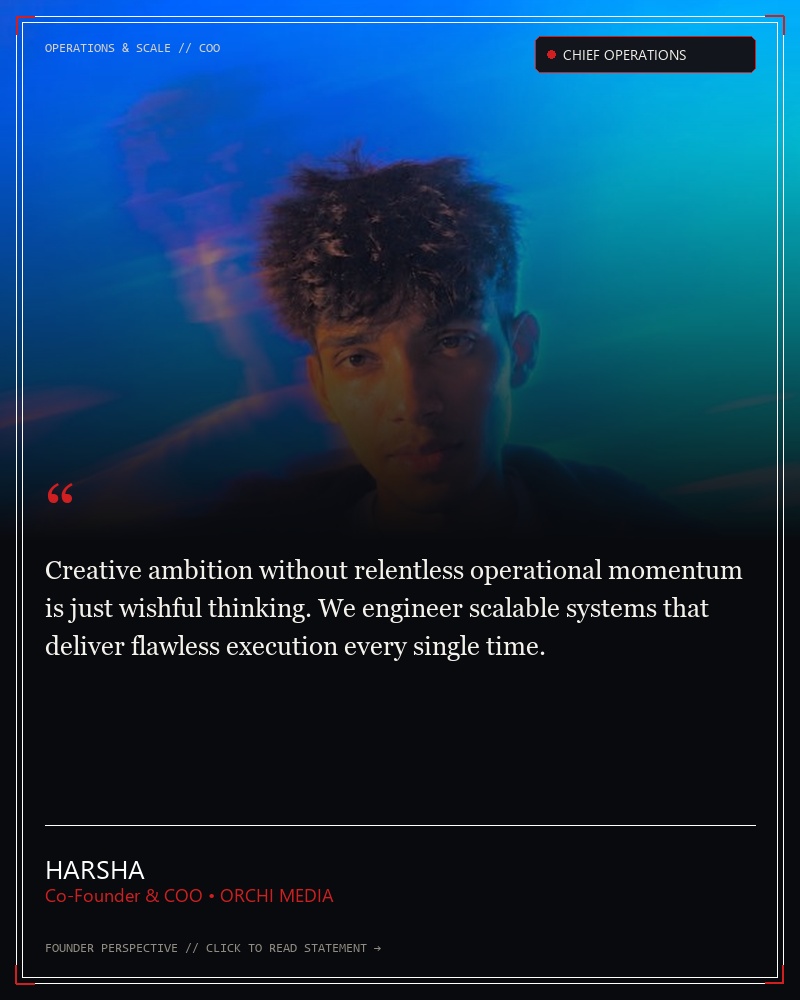 OPERATIONS & SCALE // COO
CHIEF OPERATIONS
“
Creative ambition without relentless operational momentum
is just wishful thinking. We engineer scalable systems that
deliver flawless execution every single time.
HARSHA
Co-Founder & COO • ORCHI MEDIA
FOUNDER PERSPECTIVE // CLICK TO READ STATEMENT →